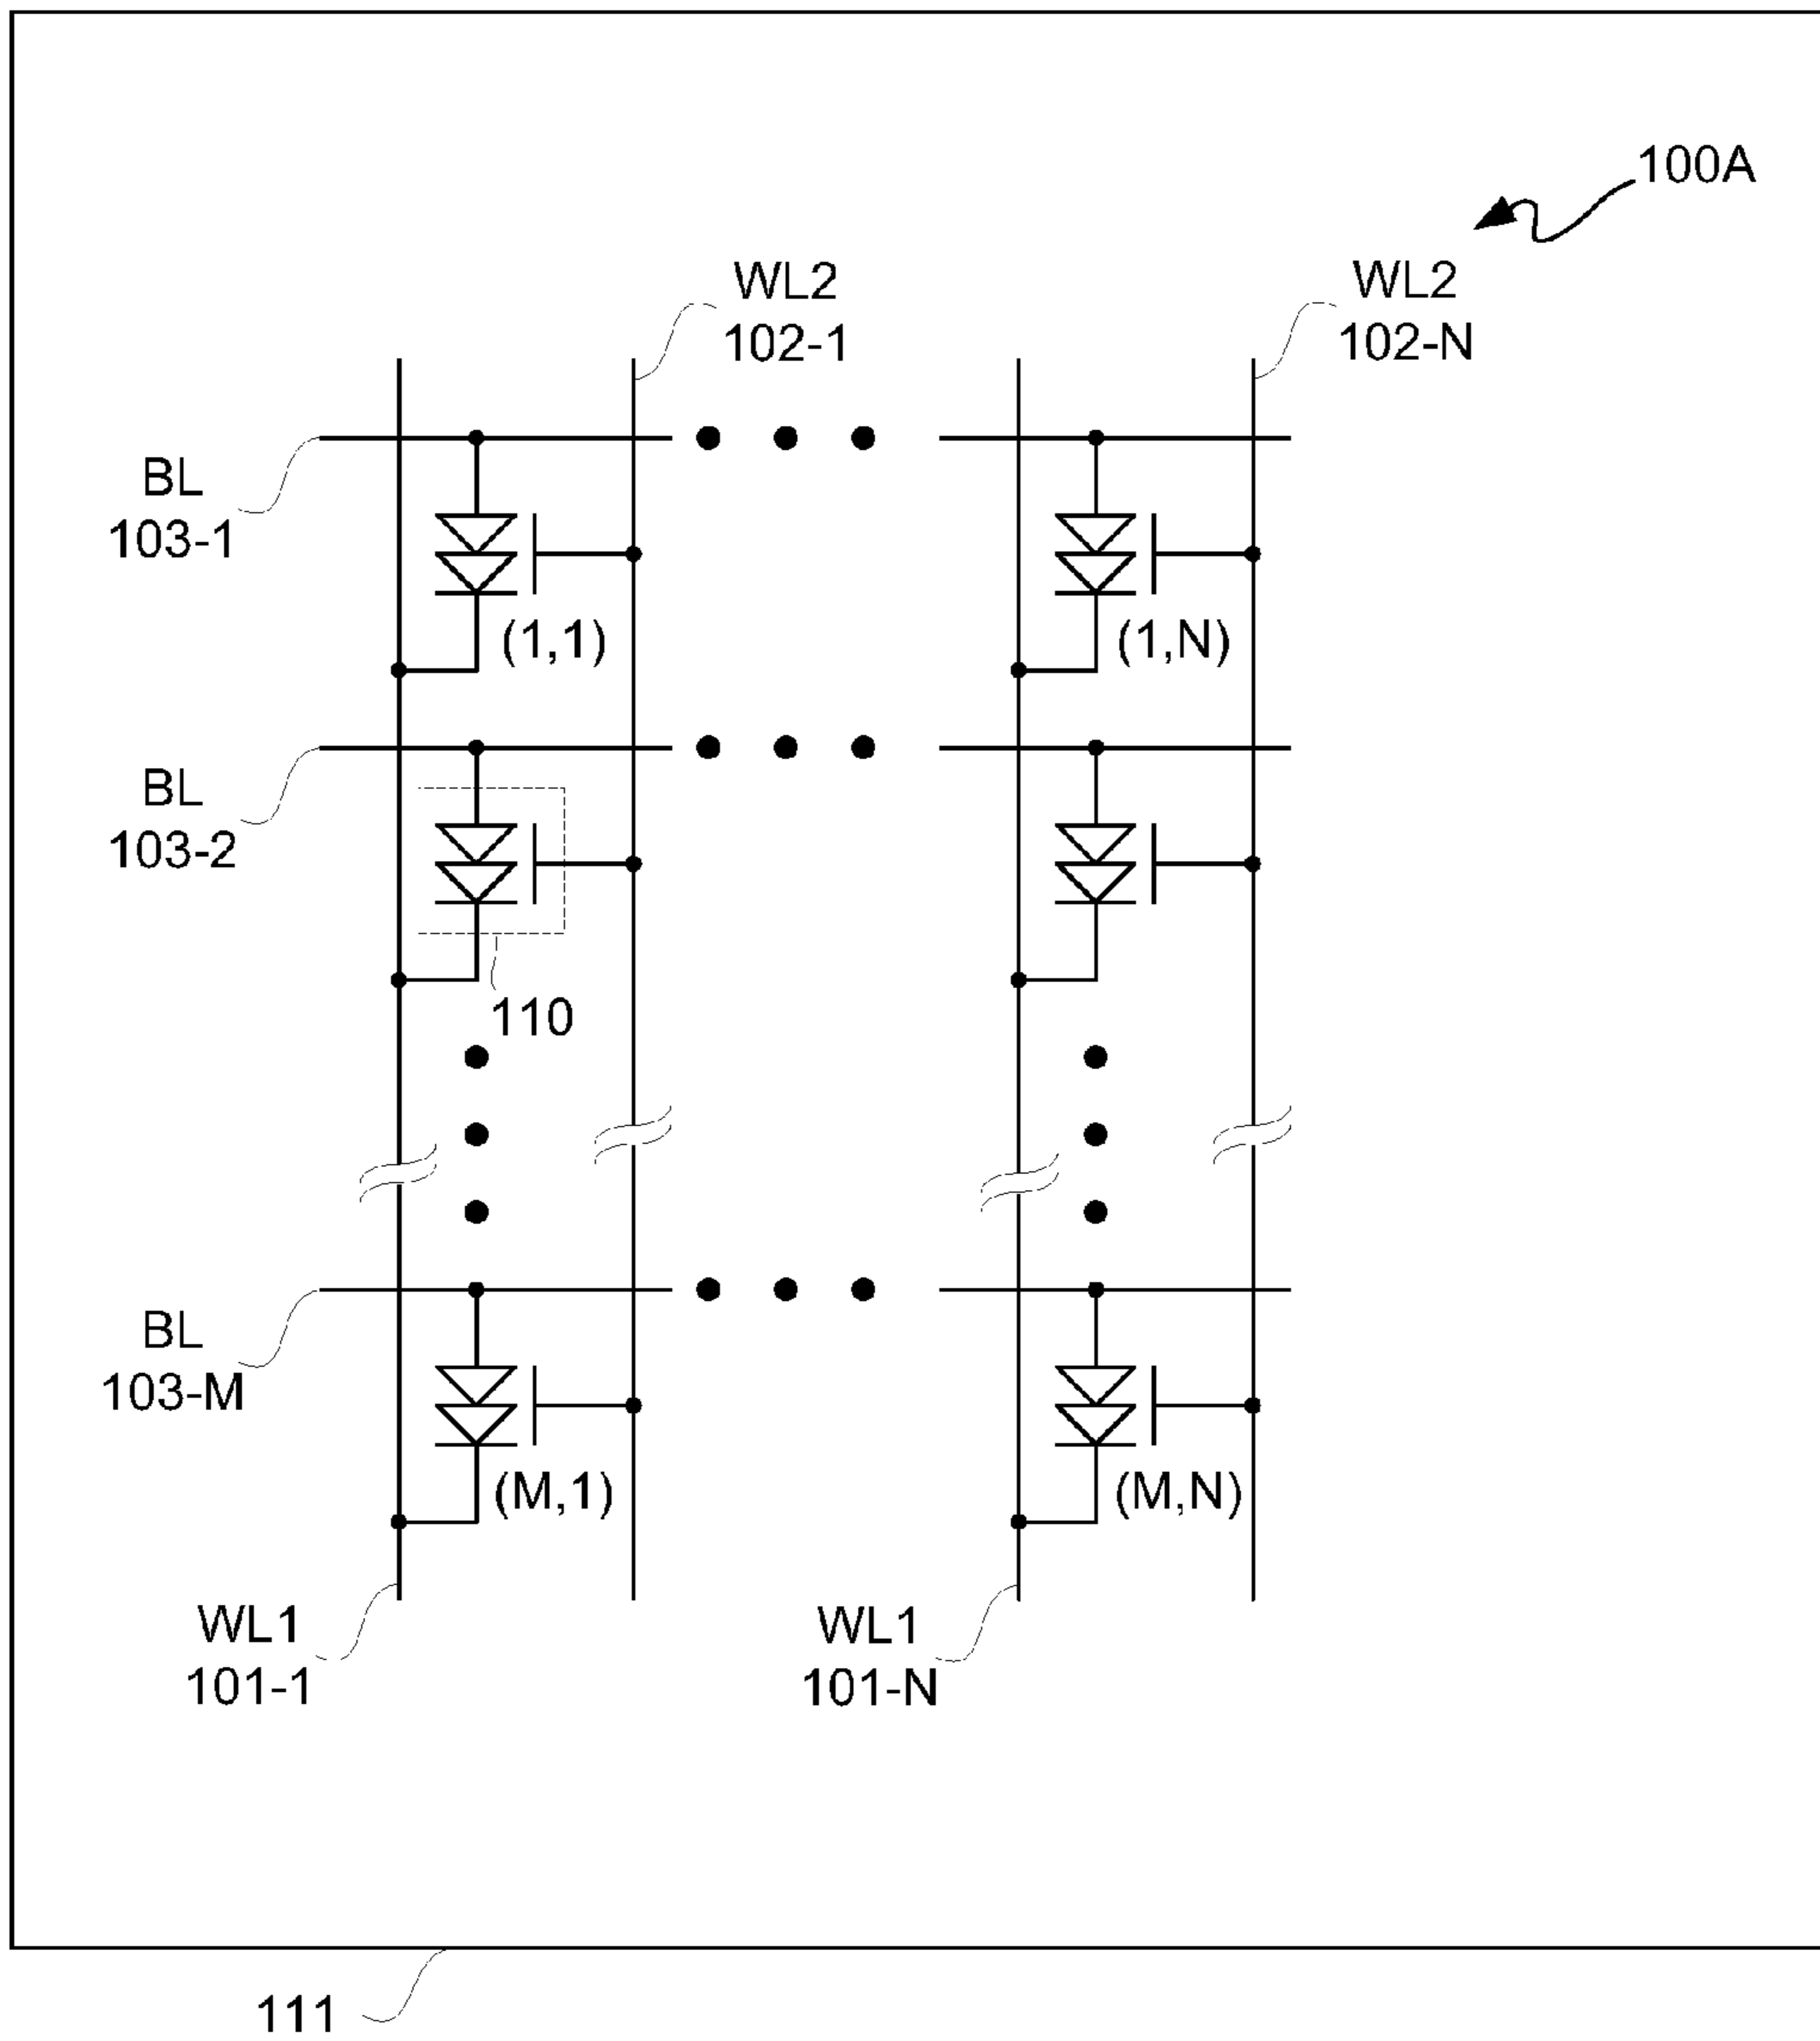 100A
WL2
102-1
WL2
102-N
BL
103-1
(1,1)
(1,N)
BL
103-2
110
BL
103-M
(M,1)
(M,N)
WL1
101-1
WL1
101-N
111